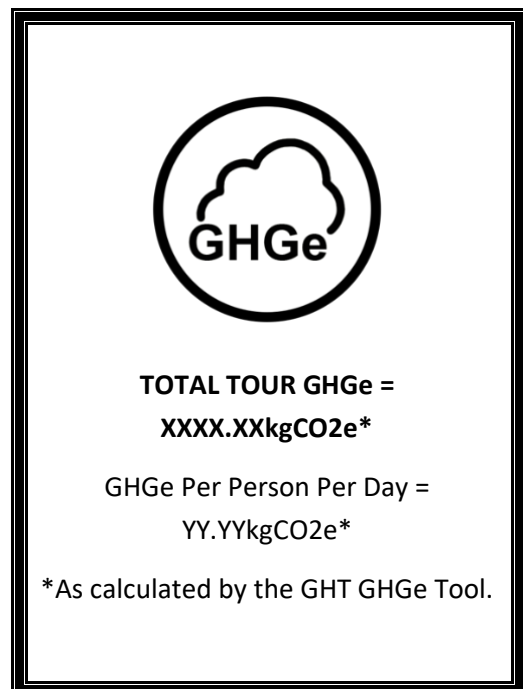 GHGe
TOTAL TOUR GHGe =
XXXX.XXkgCO2e*
GHGe Per Person Per Day =
YY.YYkgCO2e*
*As calculated by the GHT GHGe Tool.